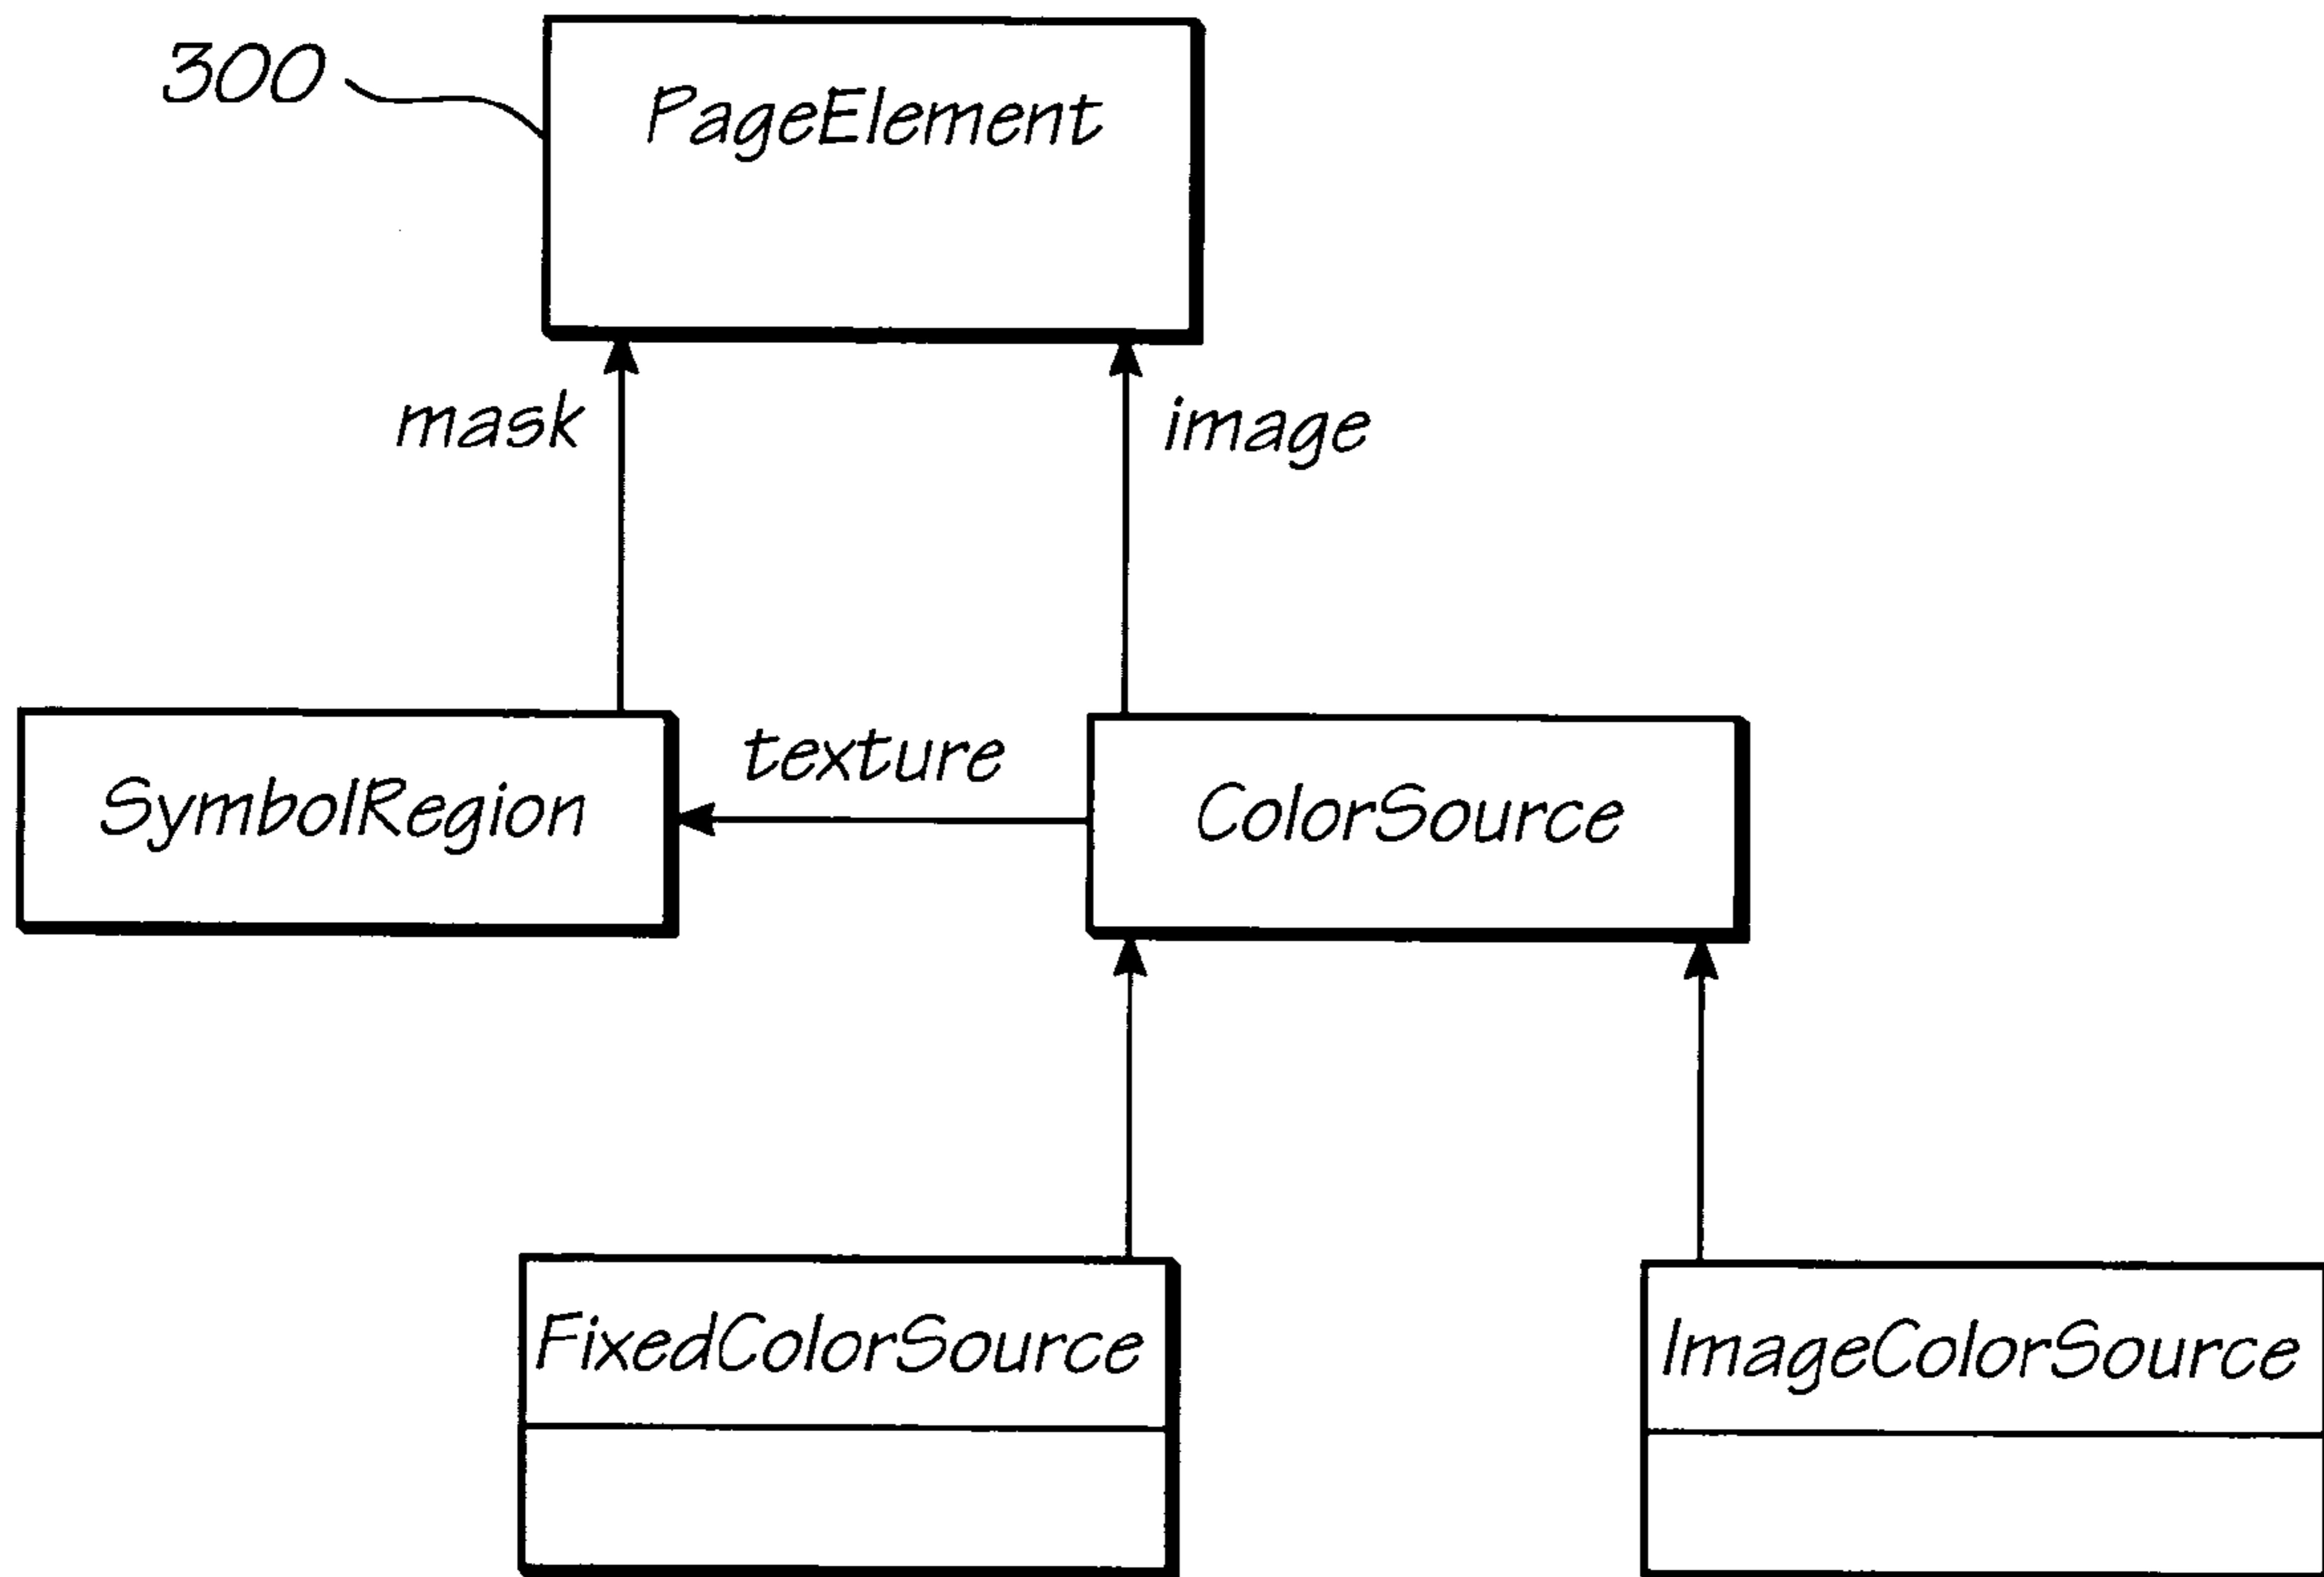 300
PageElement
mask
image
texture
SymbolRegion
ColorSource
FixedColorSource
ImageColorSource